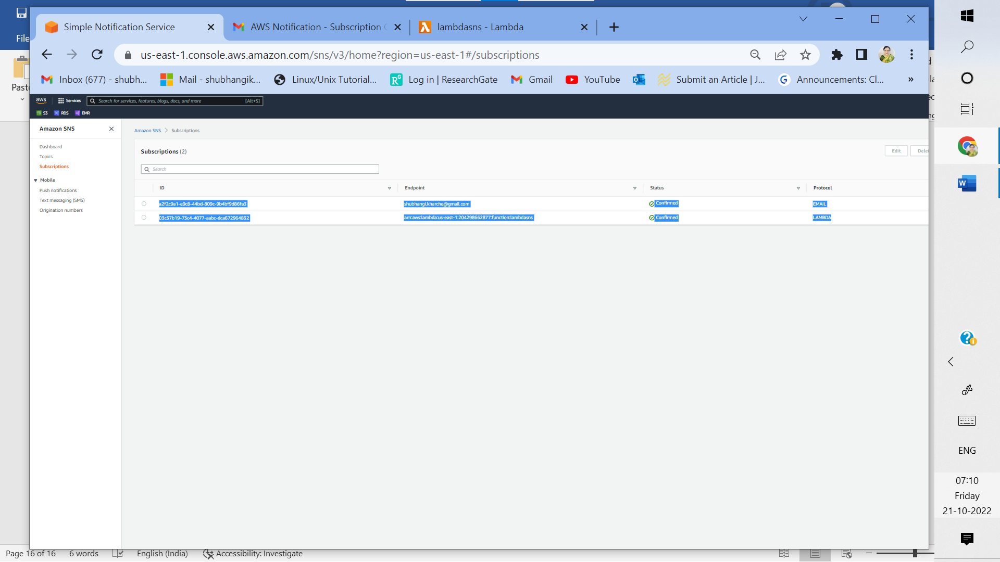 File
Paste
Simple Notification Service
AWS Notification - Subscription
lambdasns - Lambda
us-east-1.console.aws.amazon.com/sns/v3/home?region=us-east-1#/subscriptions
Inbox (677) - shubh...
Mail - shubhangik...
Linux/Unix Tutorial...
Log in | ResearchGate
Gmail
YouTube
Submit an Article | J...
Announcements: Cl...
»
aws
Services
Search for services, features, blogs, docs, and more
[Alt+S]
S3
RDS
EMR
Amazon SNS
Dashboard
Topics
Subscriptions
Mobile
Push notifications
Text messaging (SMS)
Origination numbers
Amazon SNS > Subscriptions
Subscriptions (2)
Edit
Delet
Search
ID Endpoint Status Protocol
a2f2c9a1-e9c8-44bd-809c-9b4bf9d86fa3 shubhangi.kharche@gmail.com Confirmed EMAIL
03c37b19-73c4-4077-aabc-dca672964832 arn:aws:lambda:us-east-1:204298662877:function:lambdasns Confirmed LAMBDA
ENG
07:10
Friday
21-10-2022
Page 16 of 16
6 words
English (India)
Accessibility: Investigate